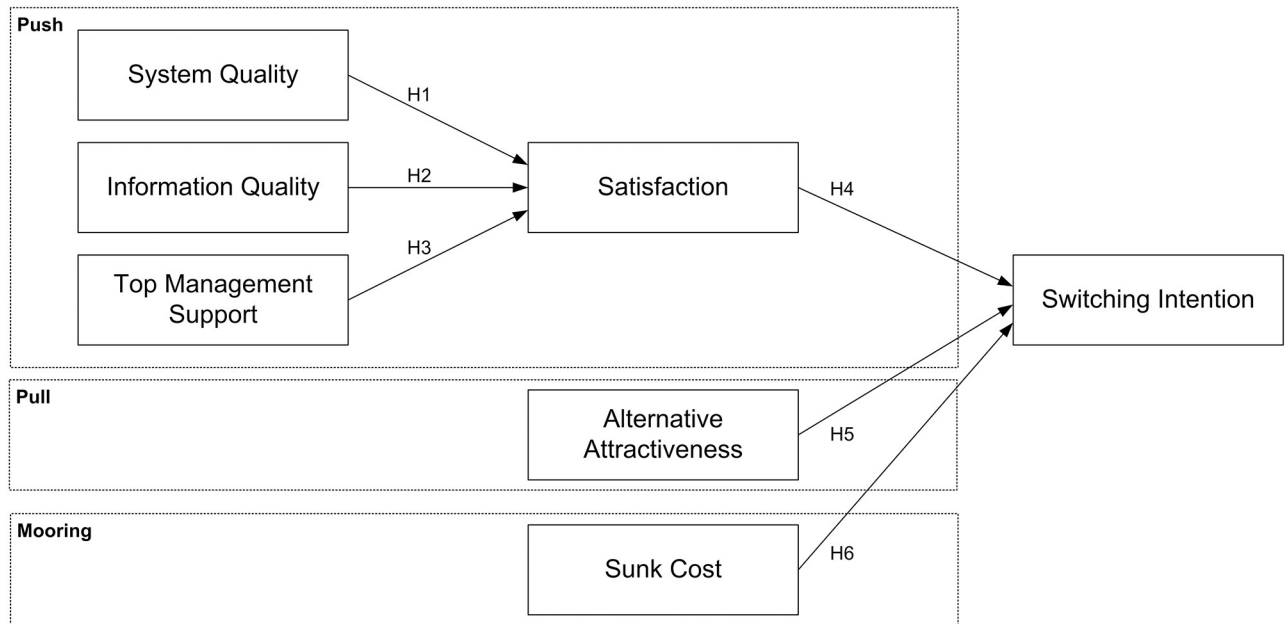 Push
System Quality
H1
Information Quality
H2
Satisfaction
H4
H3
Top Management
Support
Switching Intention
Pull
Alternative
Attractiveness
H5
Mooring
Sunk Cost
H6